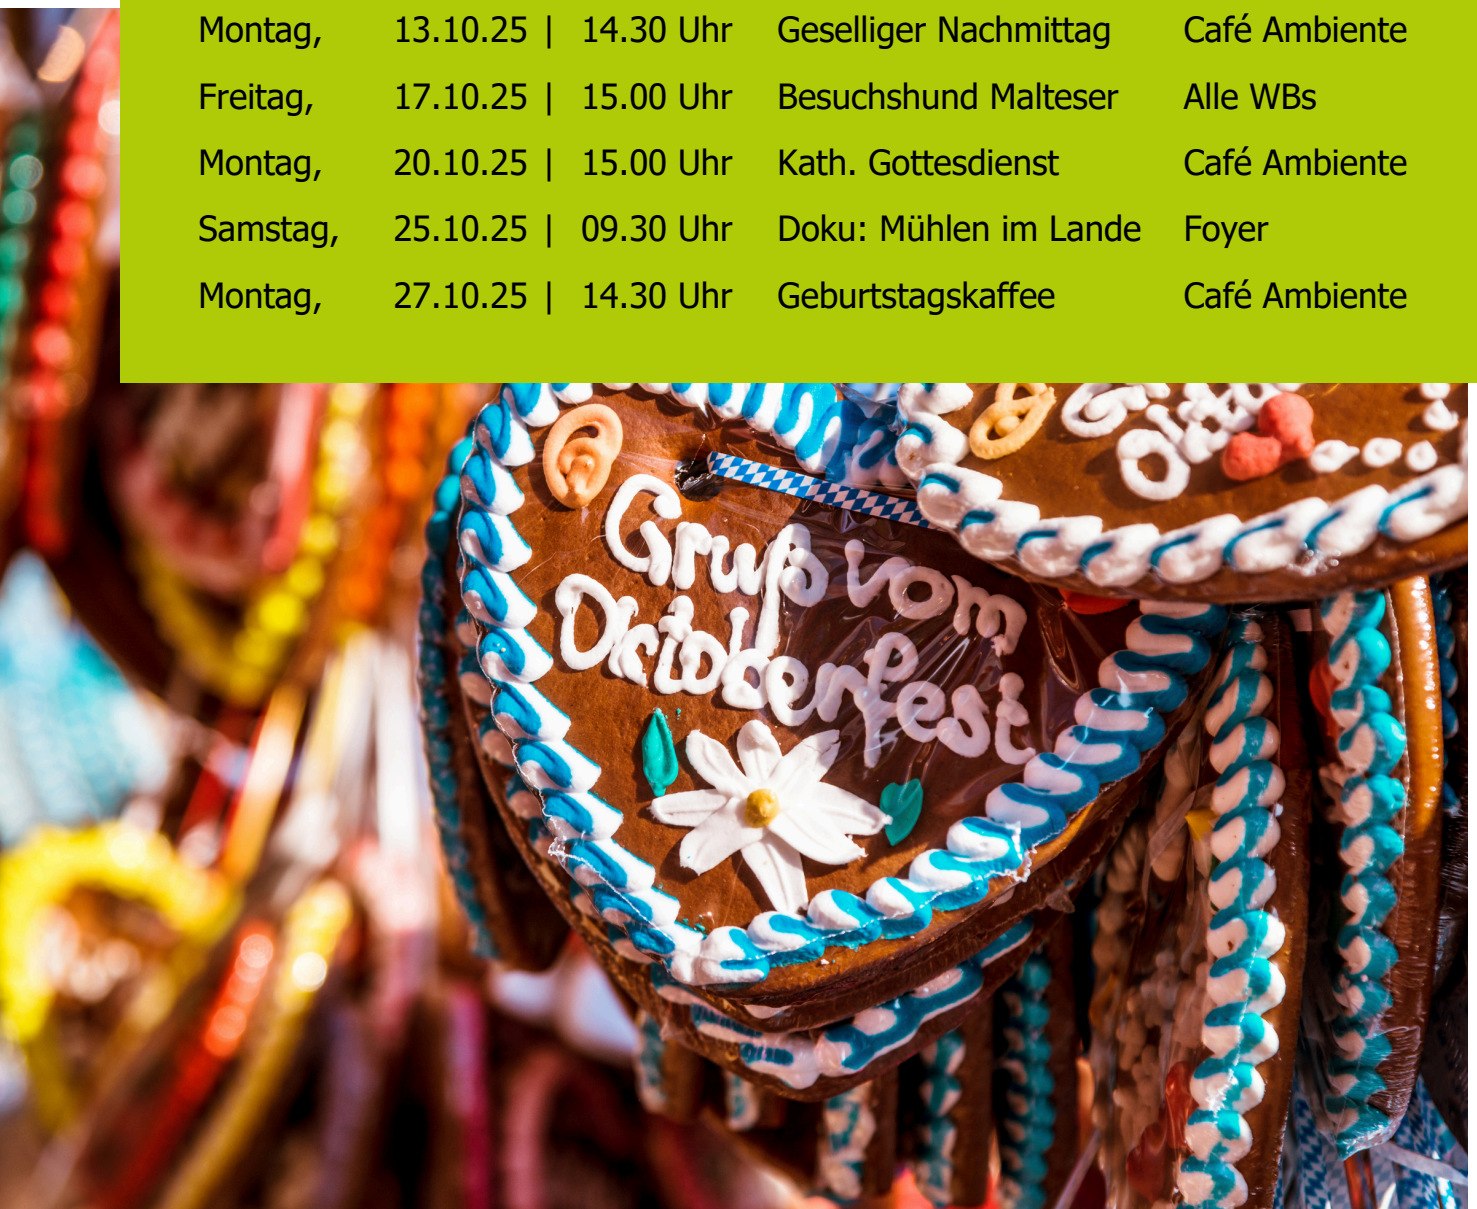 Montag, 13.10.25 | 14.30 Uhr Geselliger Nachmittag Café Ambiente
Freitag, 17.10.25 | 15.00 Uhr Besuchshund Malteser Alle WBs
Montag, 20.10.25 | 15.00 Uhr Kath. Gottesdienst Café Ambiente
Samstag, 25.10.25 | 09.30 Uhr Doku: Mühlen im Lande Foyer
Montag, 27.10.25 | 14.30 Uhr Geburtstagskaffee Café Ambiente
Gruß vom
Oktoberfest